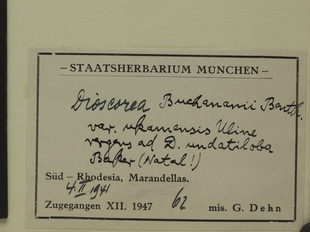 – STAATSHERBARIUM MÜNCHEN –
Dioscorea Buchananii Benth.
var. ukamensis Uline
vergens ad D. undatiloba
Baker (Natal!)
Süd – Rhodesia, Marandellas.
4. II 1941
Zugegangen XII. 1947 62 mis. G. Dehn